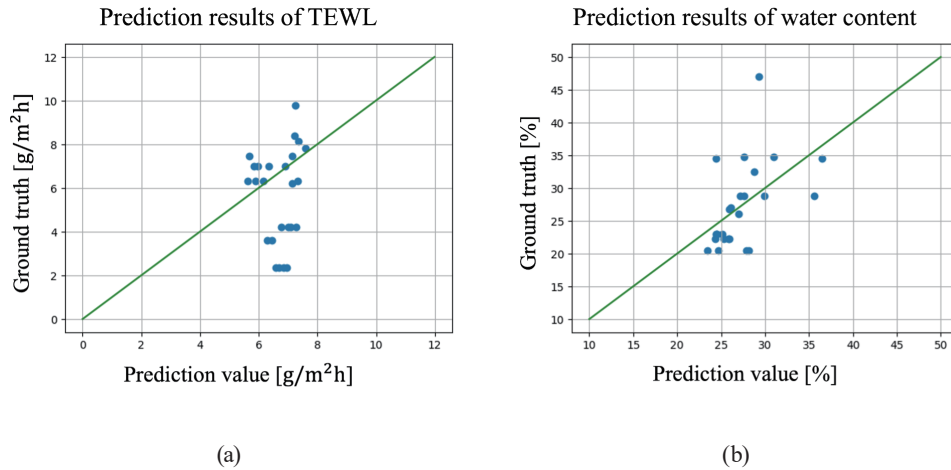 Prediction results of TEWL
12
10
8
6
4
2
0
Ground truth [g/m²h]
0 2 4 6 8 10 12
Prediction value [g/m²h]
(a)
Prediction results of water content
50
45
40
35
30
25
20
15
10
Ground truth [%]
10 15 20 25 30 35 40 45 50
Prediction value [%]
(b)